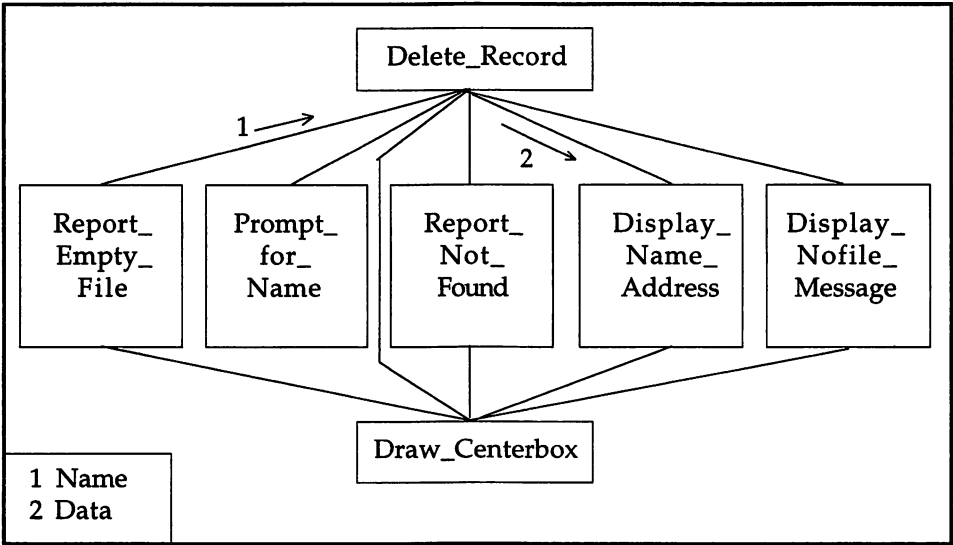 Delete_Record
1
2
Report_
Empty_
File
Prompt_
for_
Name
Report_
Not_
Found
Display_
Name_
Address
Display_
Nofile_
Message
Draw_Centerbox
1 Name
2 Data